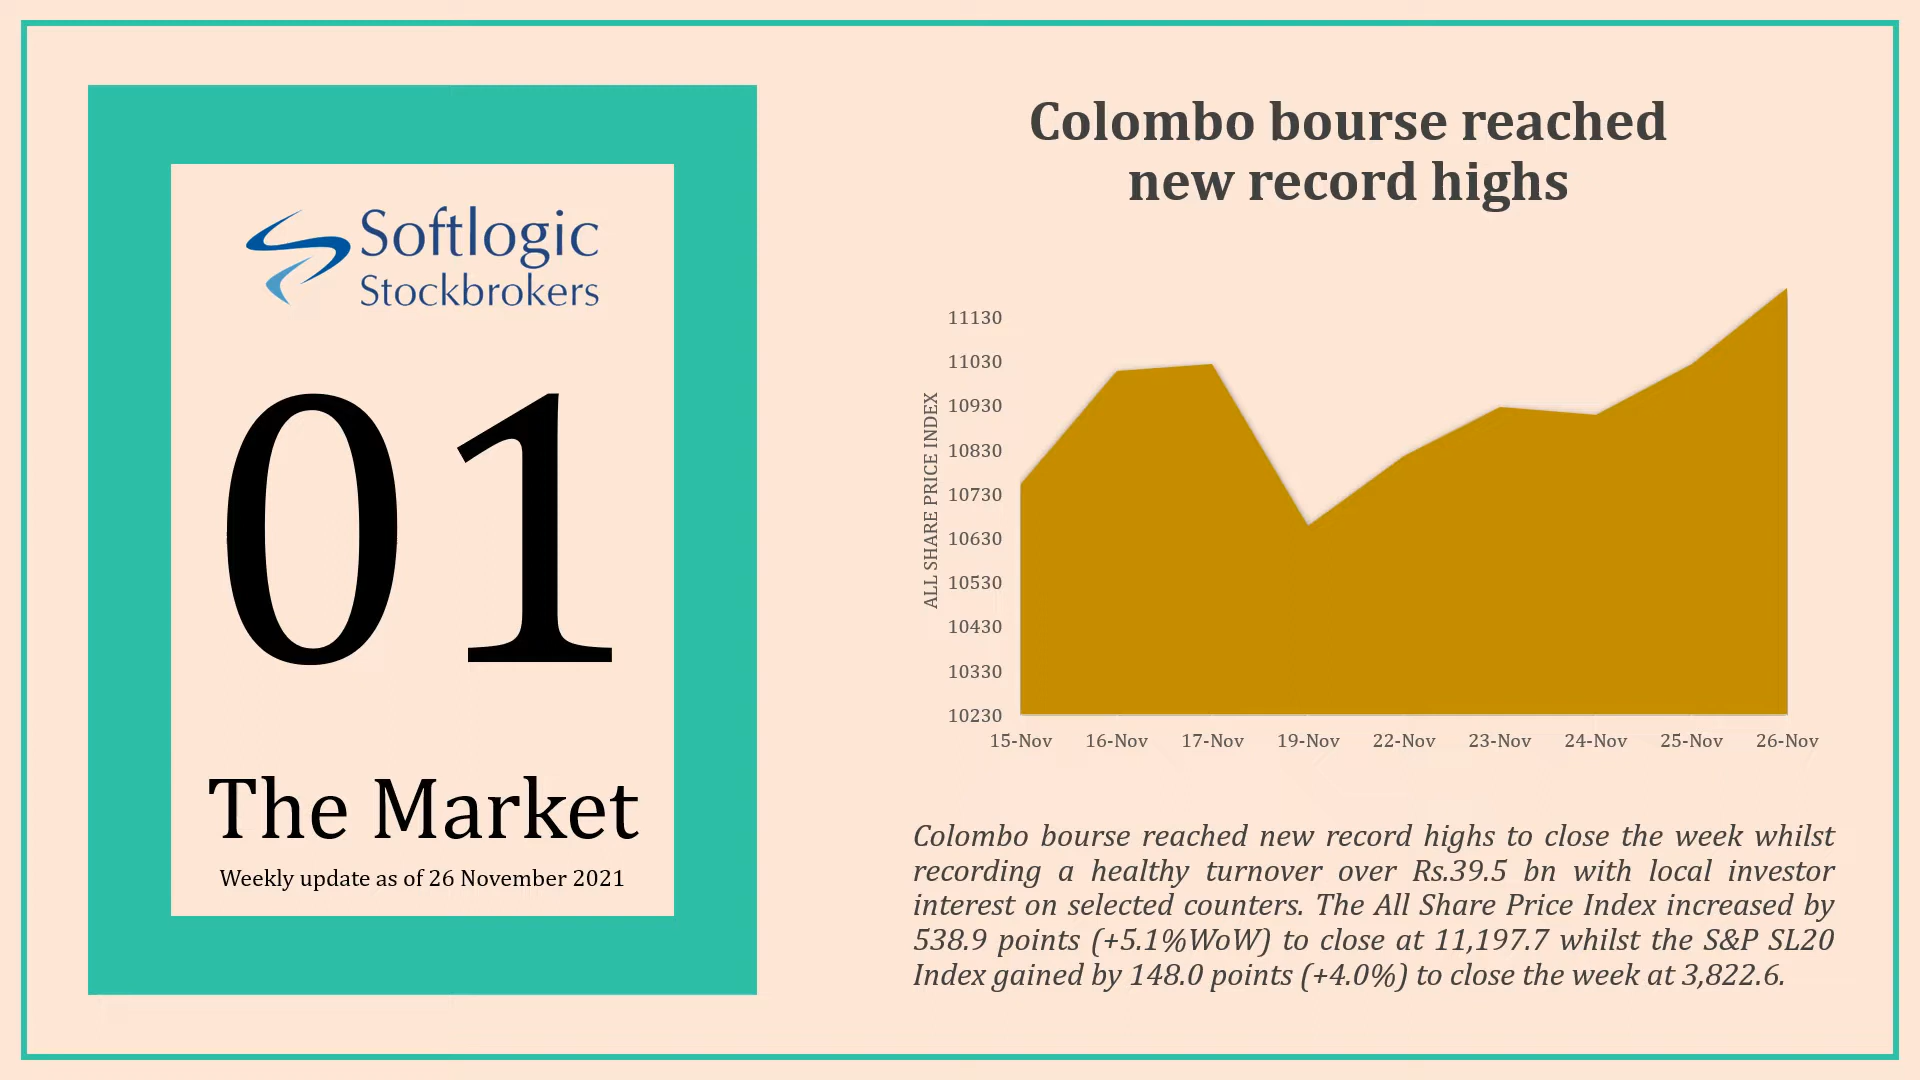 Softlogic
Stockbrokers
01
The Market
Weekly update as of 26 November 2021
Colombo bourse reached
new record highs
ALL SHARE PRICE INDEX
11130
11030
10930
10830
10730
10630
10530
10430
10330
10230
15-Nov 16-Nov 17-Nov 19-Nov 22-Nov 23-Nov 24-Nov 25-Nov 26-Nov
Colombo bourse reached new record highs to close the week whilst
recording a healthy turnover over Rs.39.5 bn with local investor
interest on selected counters. The All Share Price Index increased by
538.9 points (+5.1%WoW) to close at 11,197.7 whilst the S&P SL20
Index gained by 148.0 points (+4.0%) to close the week at 3,822.6.